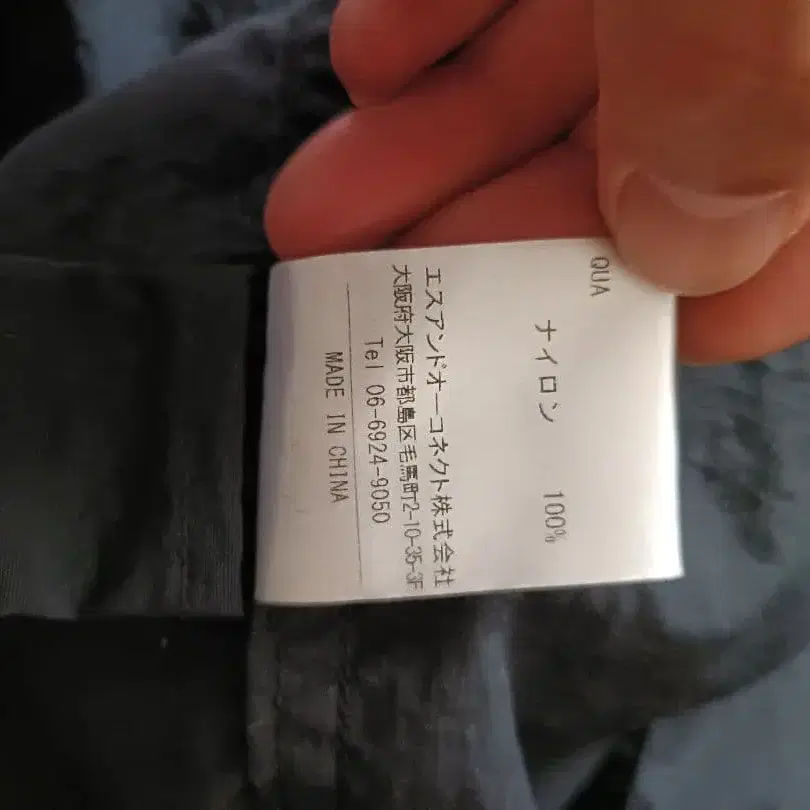 QUA
ナイロン 100%
エスアンドオーコネクト株式会社
大阪府大阪市都島区毛馬町2-10-35-3F
Tel 06-6924-9050
MADE IN CHINA